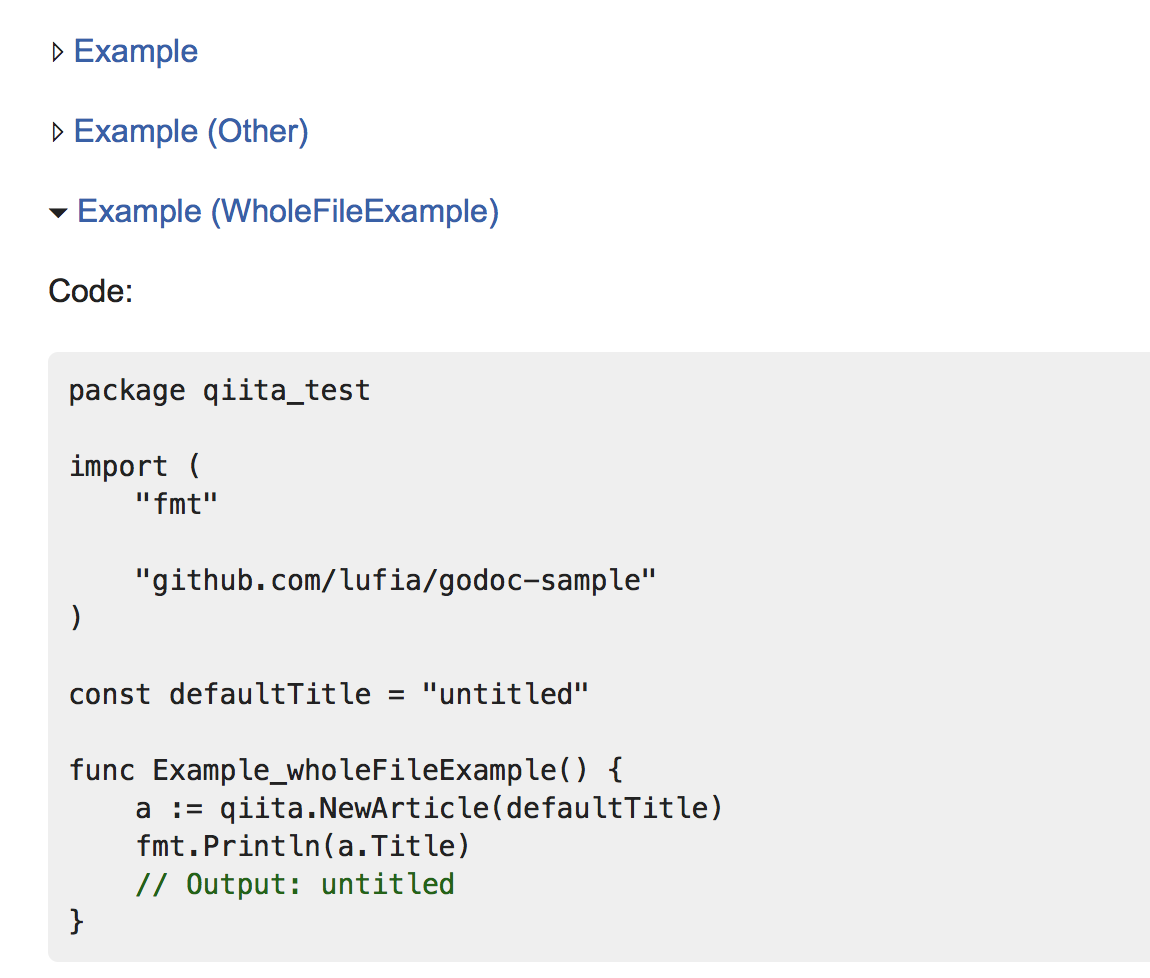 Example
Example (Other)
Example (WholeFileExample)
Code:
package qiita_test
import (
    "fmt"
    "github.com/lufia/godoc-sample"
)
const defaultTitle = "untitled"
func Example_wholeFileExample() {
    a := qiita.NewArticle(defaultTitle)
    fmt.Println(a.Title)
    // Output: untitled
}